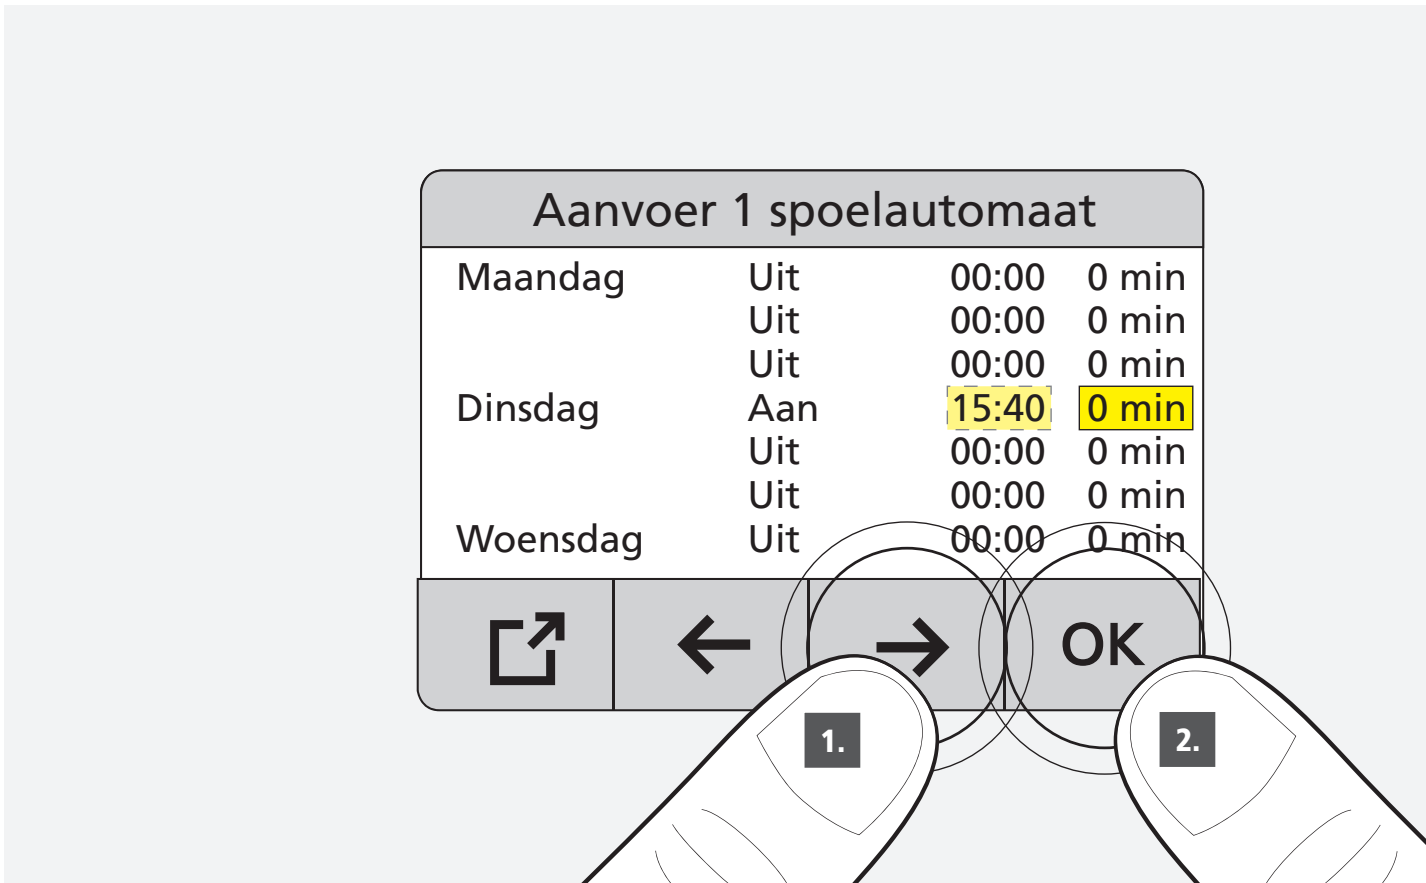 Aanvoer 1 spoelautomaat
Maandag Uit 00:00 0 min
Uit 00:00 0 min
Uit 00:00 0 min
Dinsdag Aan 15:40 0 min
Uit 00:00 0 min
Uit 00:00 0 min
Woensdag Uit 00:00 0 min
OK
1. 2.